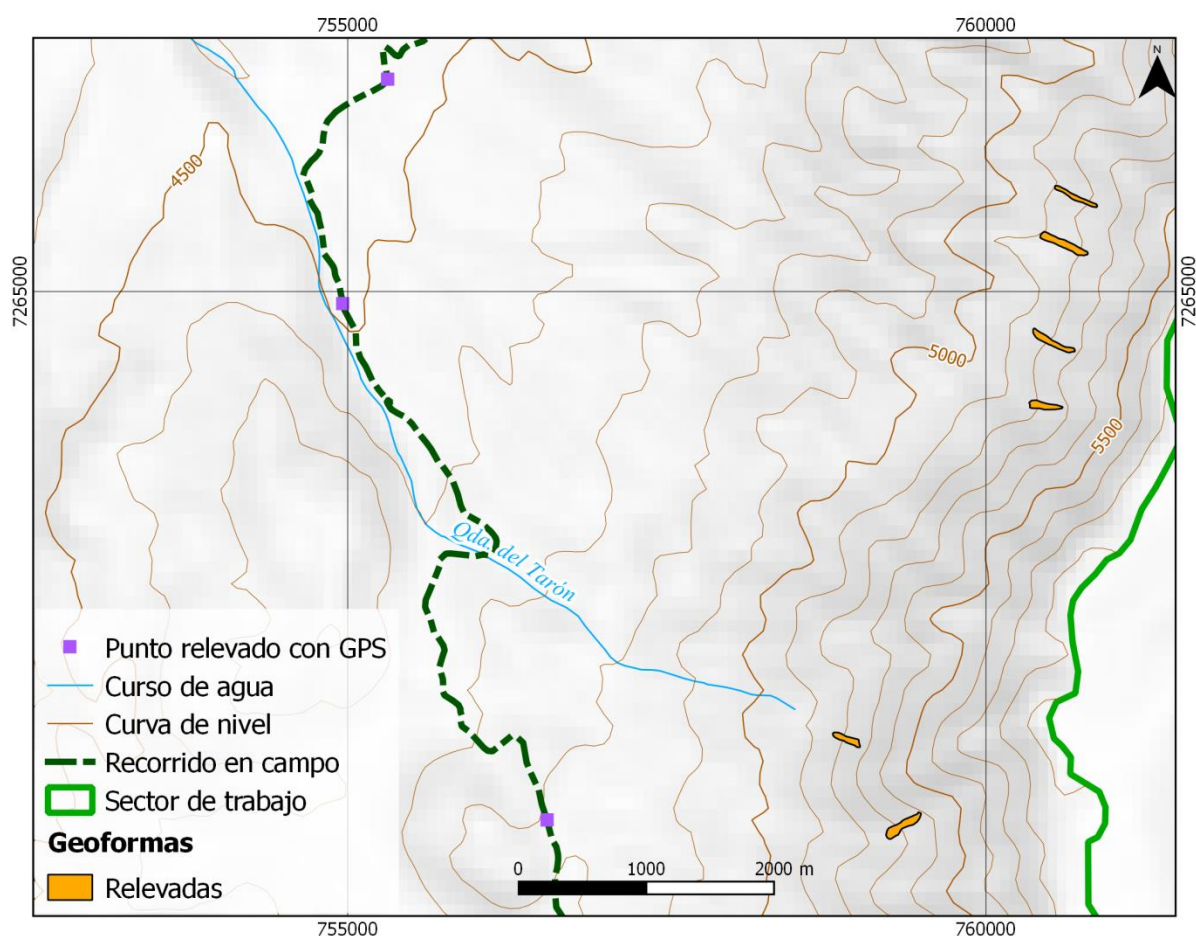 755000
760000
N
4500
7265000
7265000
5000
5500
Qda. del Tarón
Punto relevado con GPS
Curso de agua
Curva de nivel
Recorrido en campo
Sector de trabajo
Geoformas
Relevadas
0 1000 2000 m
755000
760000